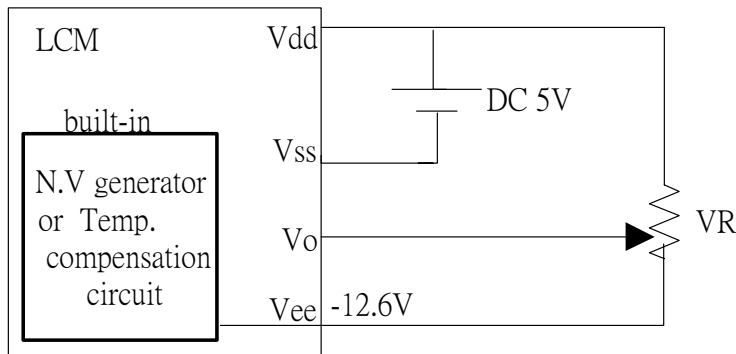 LCM
Vdd
DC 5V
built-in
Vss
N.V generator
or Temp.
compensation
circuit
Vo
VR
Vee
-12.6V